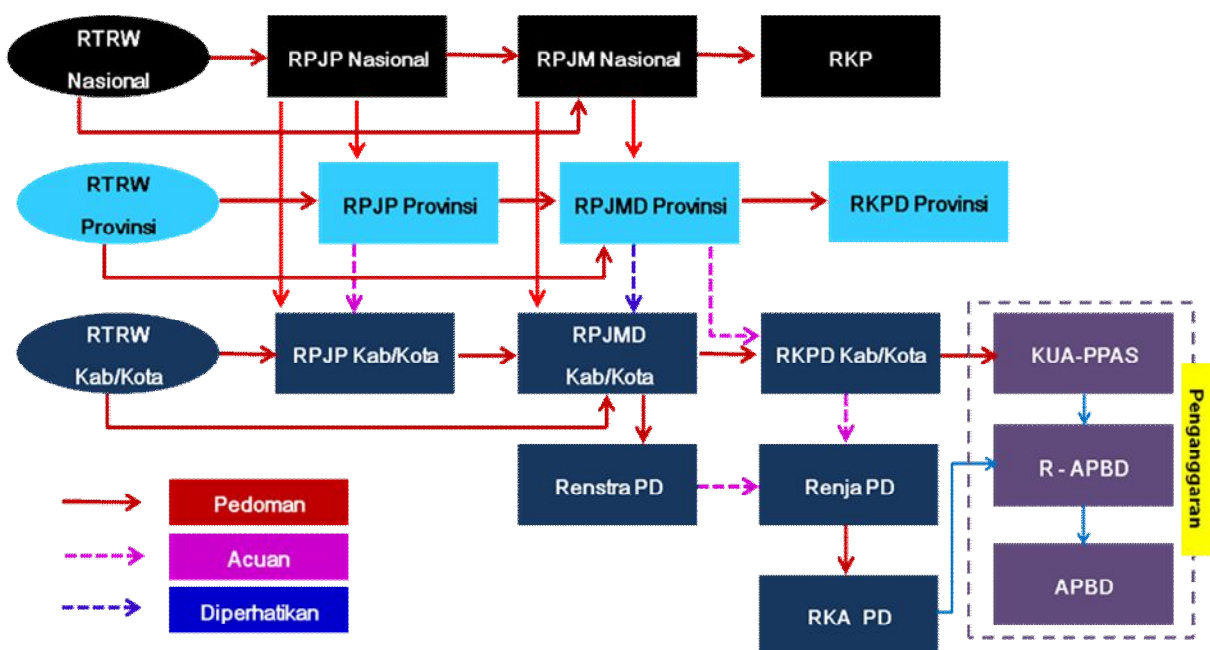 RTRW
Nasional
RPJP Nasional
RPJM Nasional
RKP
RTRW
Provinsi
RPJP Provinsi
RPJMD Provinsi
RKPD Provinsi
RTRW
Kab/Kota
RPJP Kab/Kota
RPJMD
Kab/Kota
RKPD Kab/Kota
KUA-PPAS
Penganggaran
Renstra PD
Renja PD
R - APBD
Pedoman
Acuan
Diperhatikan
RKA PD
APBD